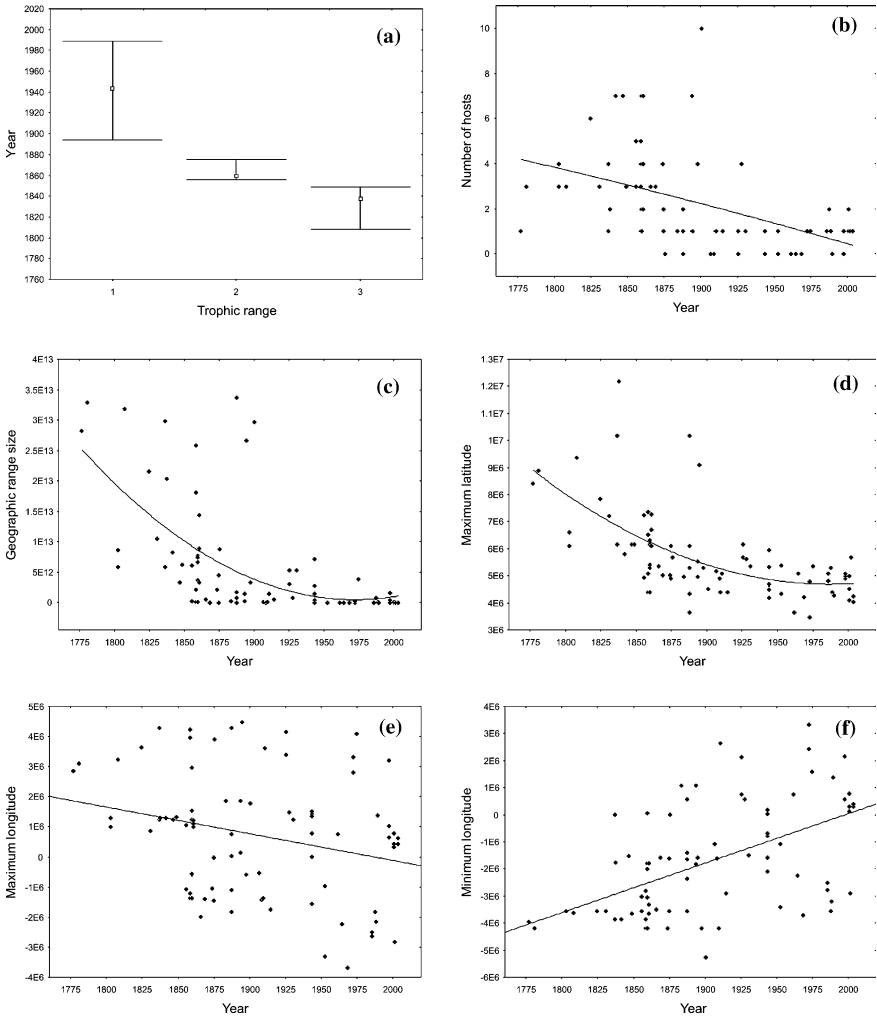 (a)
Year
2020
2000
1980
1960
1940
1920
1900
1880
1860
1840
1820
1800
1780
1760
1 2 3
Trophic range
(b)
Number of hosts
10
8
6
4
2
0
1775 1800 1825 1850 1875 1900 1925 1950 1975 2000
Year
(c)
Geographic range size
4E13
3.5E13
3E13
2.5E13
2E13
1.5E13
1E13
5E12
0
1775 1800 1825 1850 1875 1900 1925 1950 1975 2000
Year
(d)
Maximum latitude
1.3E7
1.2E7
1.1E7
1E7
9E6
8E6
7E6
6E6
5E6
4E6
3E6
1775 1800 1825 1850 1875 1900 1925 1950 1975 2000
Year
(e)
Maximum longitude
5E6
4E6
3E6
2E6
1E6
0
-1E6
-2E6
-3E6
-4E6
1775 1800 1825 1850 1875 1900 1925 1950 1975 2000
Year
(f)
Minimum longitude
4E6
3E6
2E6
1E6
0
-1E6
-2E6
-3E6
-4E6
-5E6
-6E6
1775 1800 1825 1850 1875 1900 1925 1950 1975 2000
Year